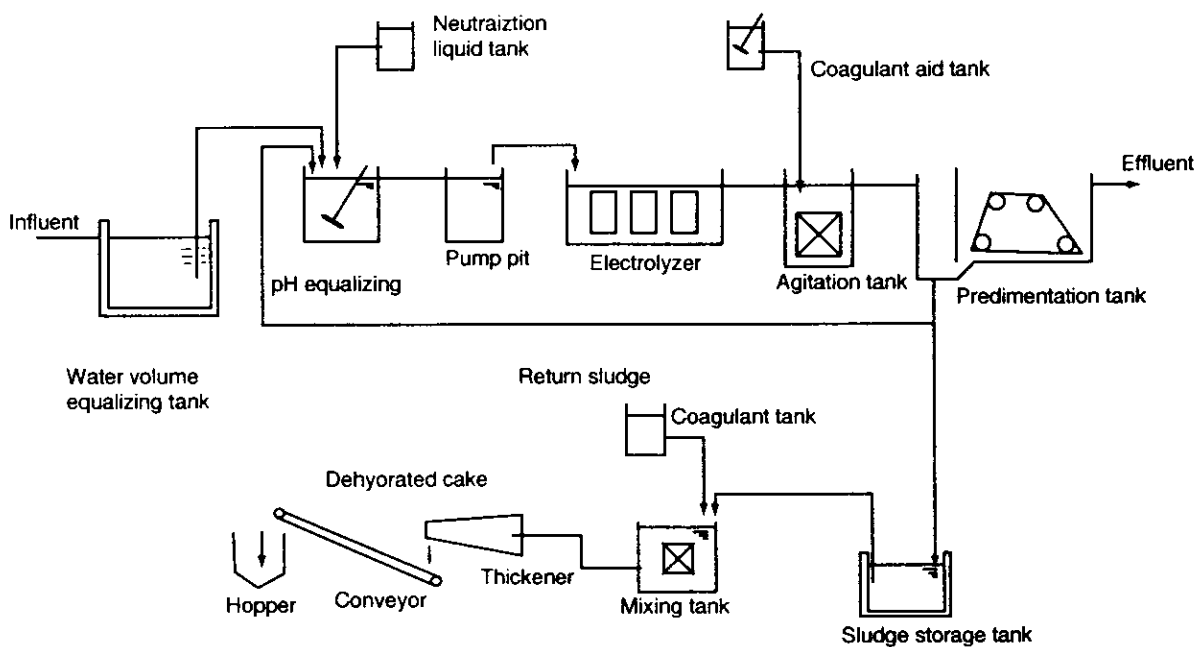 Neutraiztion
liquid tank
Coagulant aid tank
Effluent
Influent
Pump pit
Electrolyzer
pH equalizing
Agitation tank
Predimentation tank
Water volume
equalizing tank
Return sludge
Coagulant tank
Dehyorated cake
Thickener
Hopper
Conveyor
Mixing tank
Sludge storage tank